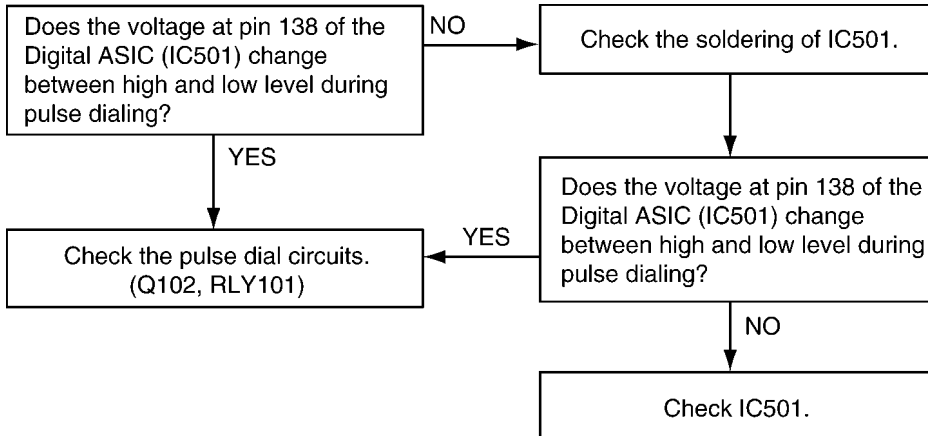 Does the voltage at pin 138 of the
Digital ASIC (IC501) change
between high and low level during
pulse dialing?
NO
Check the soldering of IC501.
YES
Does the voltage at pin 138 of the
Digital ASIC (IC501) change
between high and low level during
pulse dialing?
YES
Check the pulse dial circuits.
(Q102, RLY101)
NO
Check IC501.